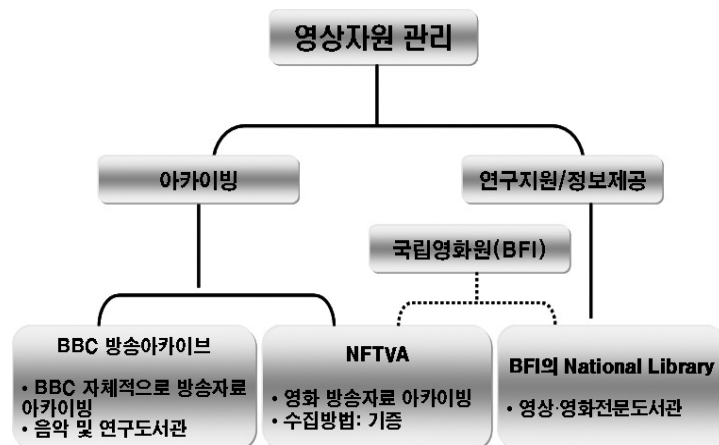 영상자원 관리
아카이빙
연구지원/정보제공
국립영화원(BFI)
BBC 방송아카이브
• BBC 자체적으로 방송자료
아카이빙
• 음악 및 연구도서관
NFTVA
• 영화 방송자료 아카이빙
• 수집방법: 기증
BFI의 National Library
• 영상·영화전문도서관